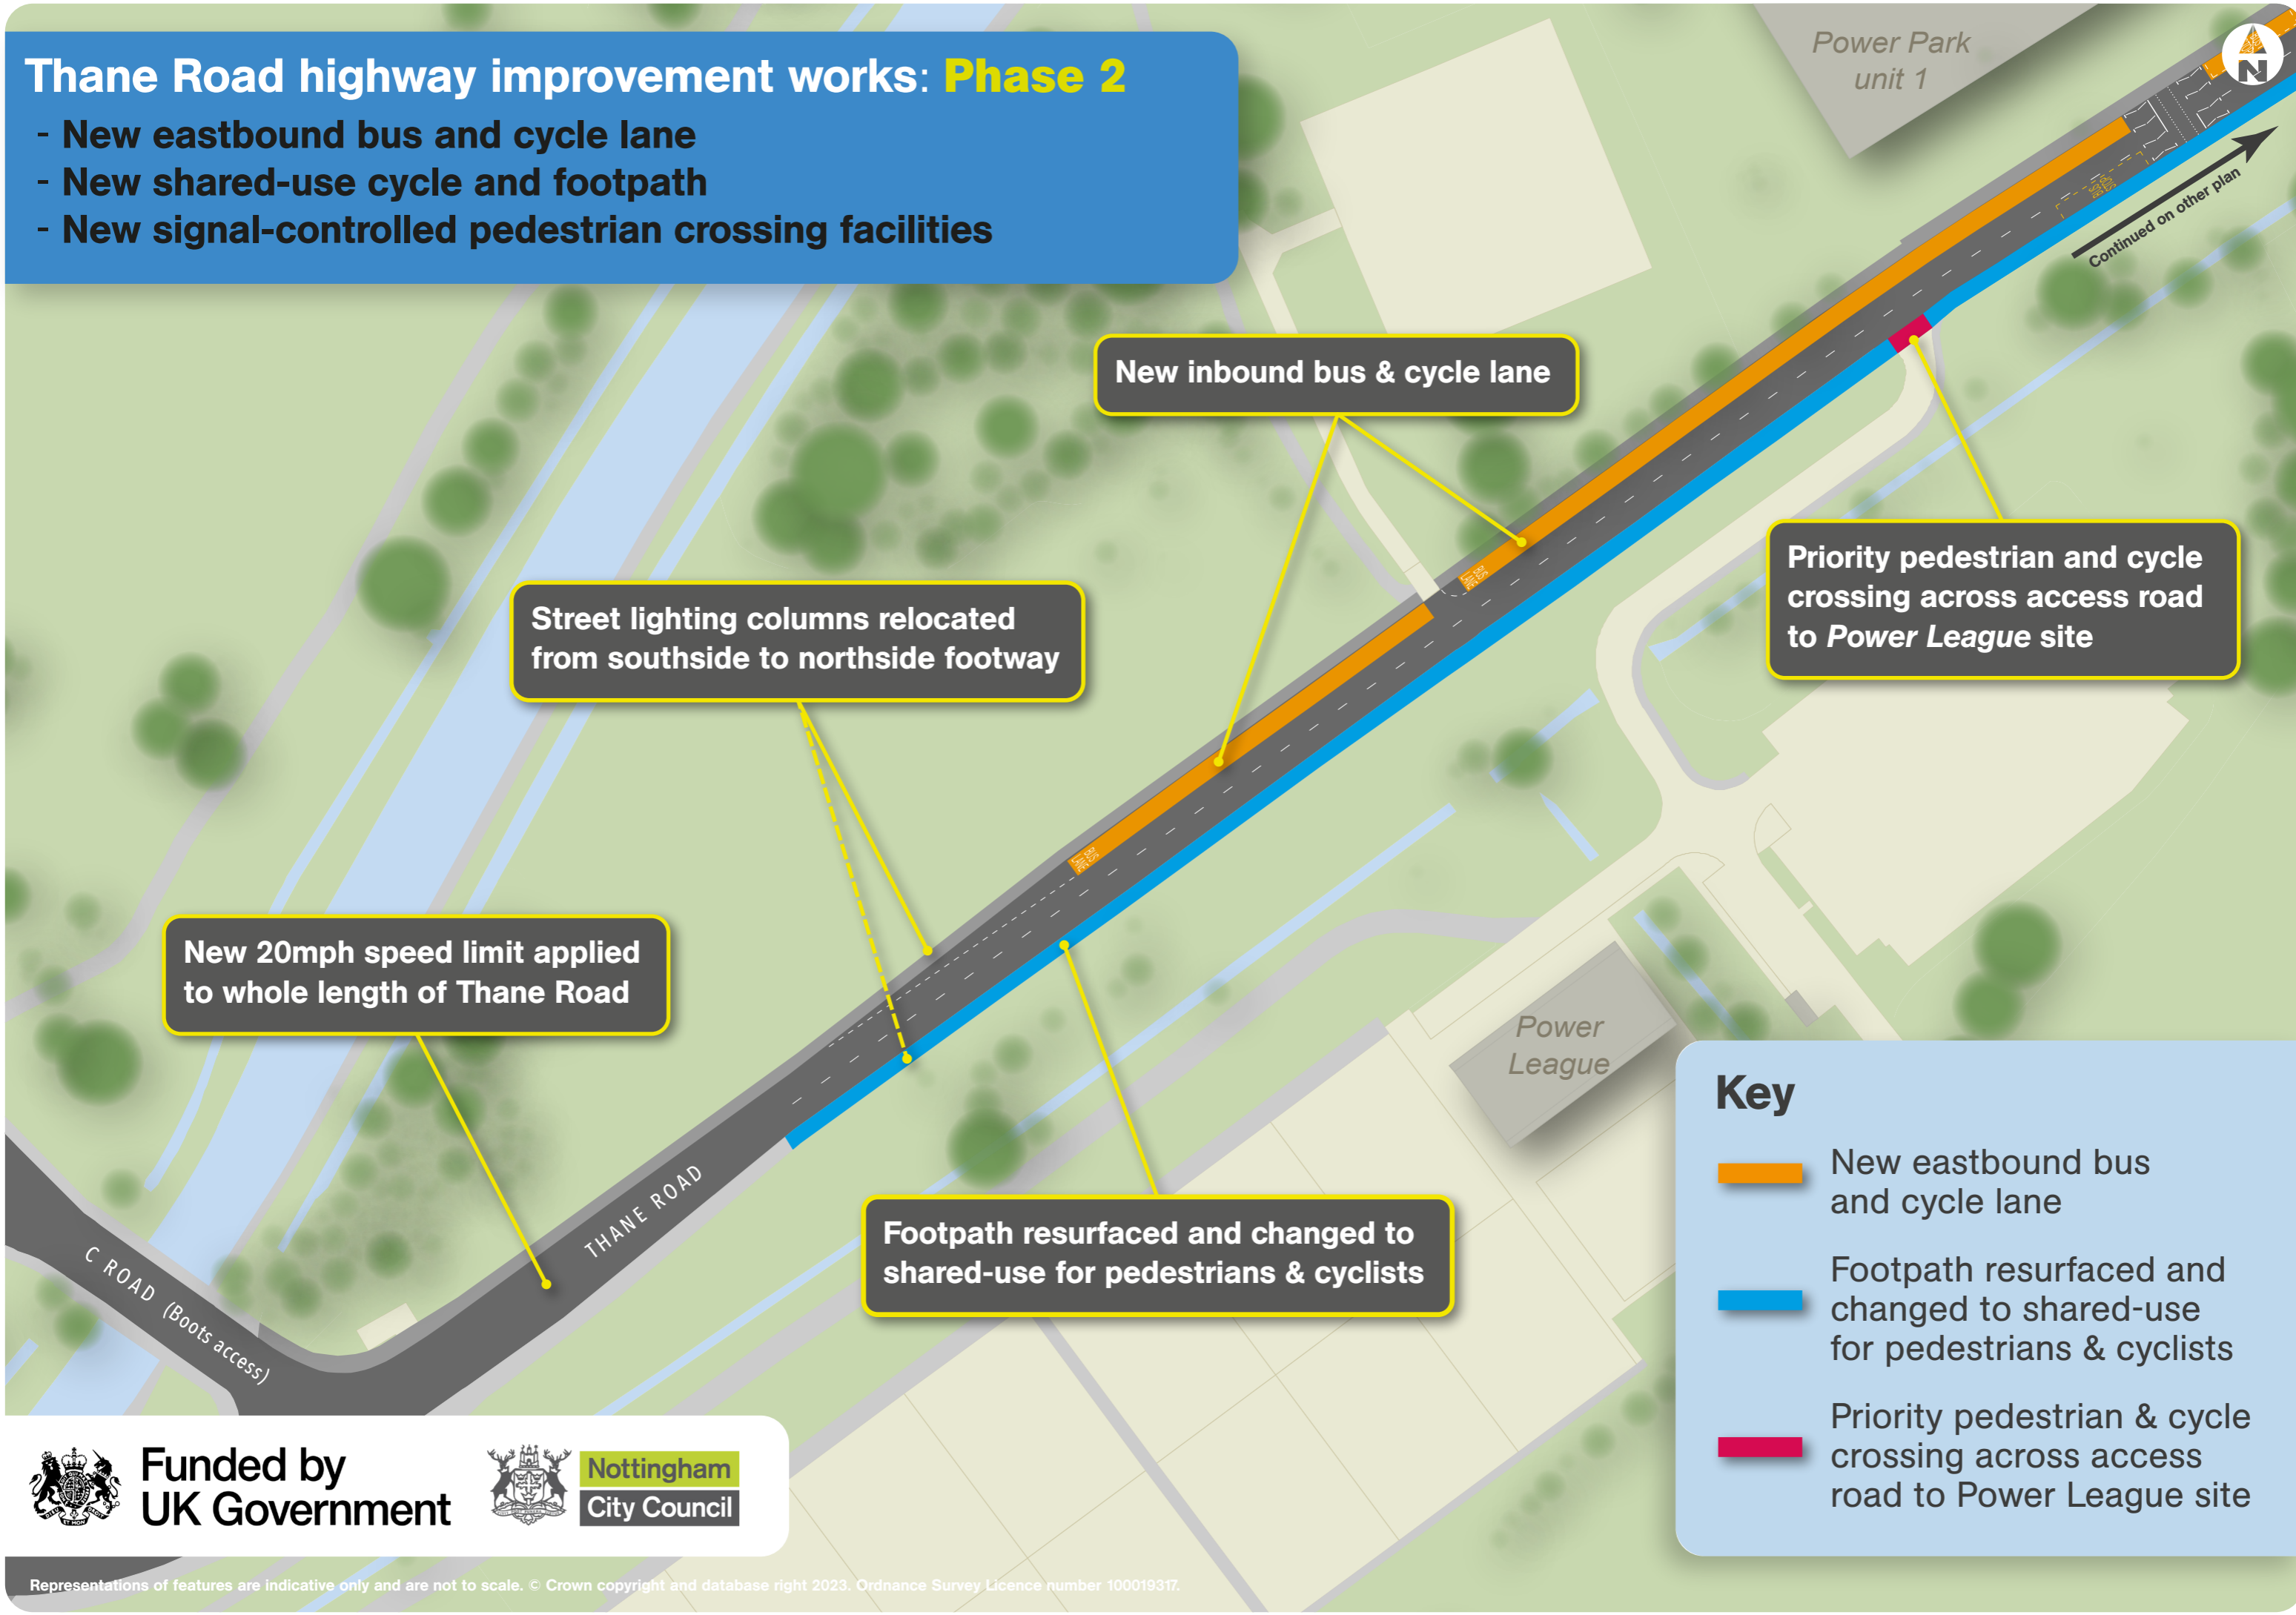 Thane Road highway improvement works: Phase 2
- New eastbound bus and cycle lane
- New shared-use cycle and footpath
- New signal-controlled pedestrian crossing facilities
Power Park
unit 1
N
Continued on other plan
New inbound bus & cycle lane
Priority pedestrian and cycle
crossing across access road
to Power League site
Street lighting columns relocated
from southside to northside footway
BUS
LANE
BUS
LANE
New 20mph speed limit applied
to whole length of Thane Road
Power
League
THANE ROAD
Footpath resurfaced and changed to
shared-use for pedestrians & cyclists
C ROAD (Boots access)
Key
New eastbound bus
and cycle lane
Footpath resurfaced and
changed to shared-use
for pedestrians & cyclists
Priority pedestrian & cycle
crossing across access
road to Power League site
Funded by
UK Government
Nottingham
City Council
Representations of features are indicative only and are not to scale. © Crown copyright and database right 2023. Ordnance Survey Licence number 100019317.